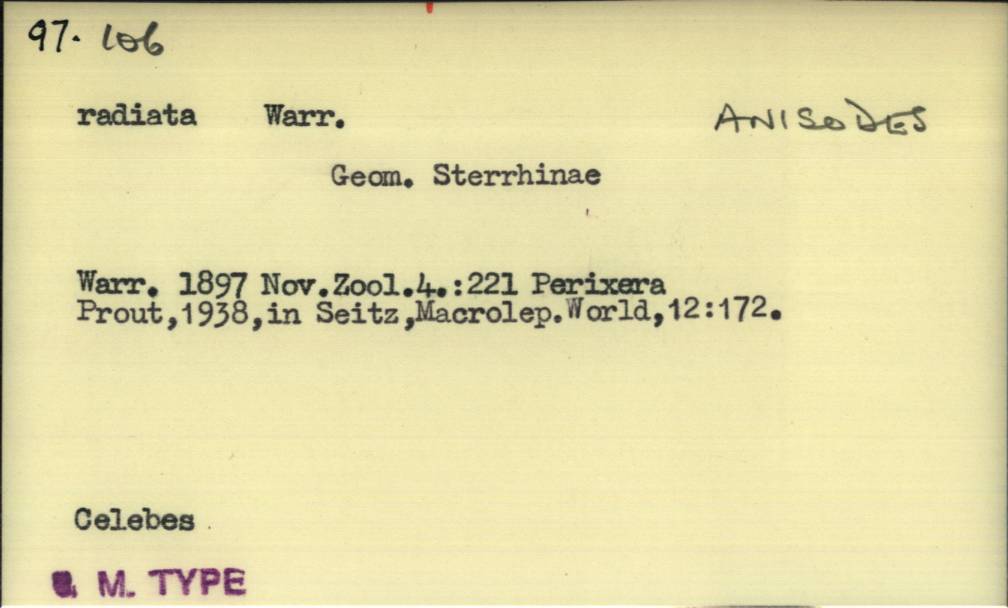 97. 106
radiata Warr. ANISODES
Geom. Sterrhinae
Warr. 1897 Nov.Zool.4.:221 Perixera
Prout,1938,in Seitz,Macrolep.World,12:172.
Celebes
M. TYPE